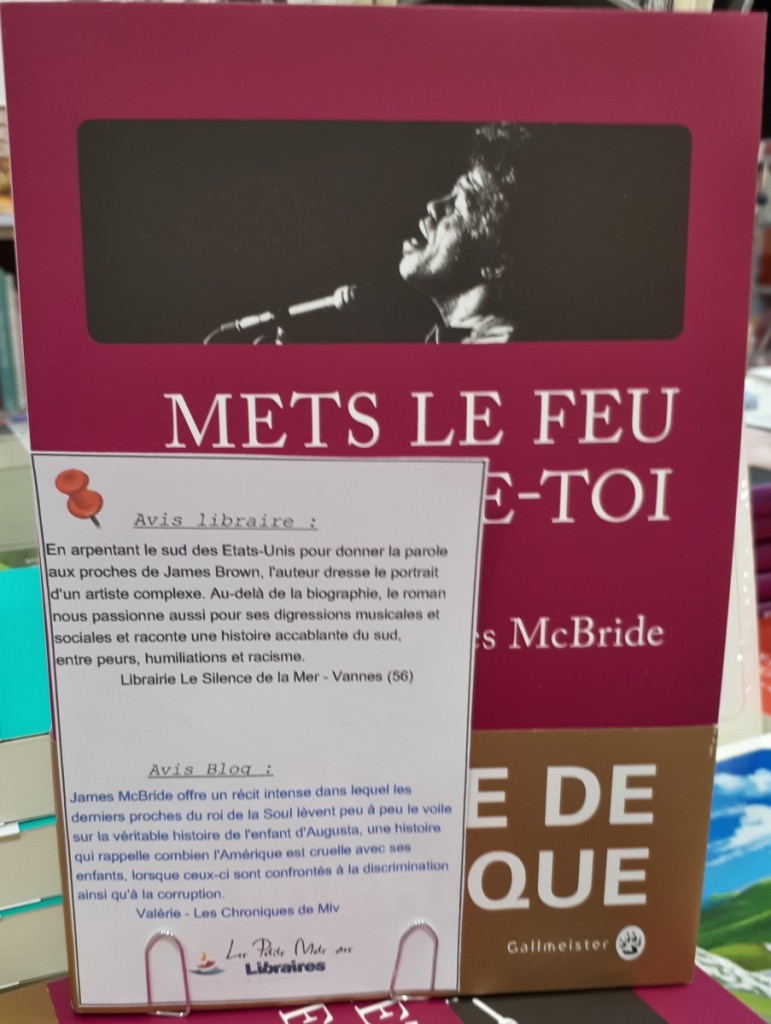 METS LE FEU
E-TOI
es McBride
Avis libraire :
En arpentant le sud des Etats-Unis pour donner la parole
aux proches de James Brown, l'auteur dresse le portrait
d'un artiste complexe. Au-delà de la biographie, le roman
nous passionne aussi pour ses digressions musicales et
sociales et raconte une histoire accablante du sud,
entre peurs, humiliations et racisme.
Librairie Le Silence de la Mer - Vannes (56)
Avis Blog :
James McBride offre un récit intense dans lequel les
derniers proches du roi de la Soul lèvent peu à peu le voile
sur la véritable histoire de l'enfant d'Augusta, une histoire
qui rappelle combien l'Amérique est cruelle avec ses
enfants, lorsque ceux-ci sont confrontés à la discrimination
ainsi qu'à la corruption.
Valérie - Les Chroniques de Mlv
Les Petits Mots des
Libraires
E DE
QUE
Gallmeister